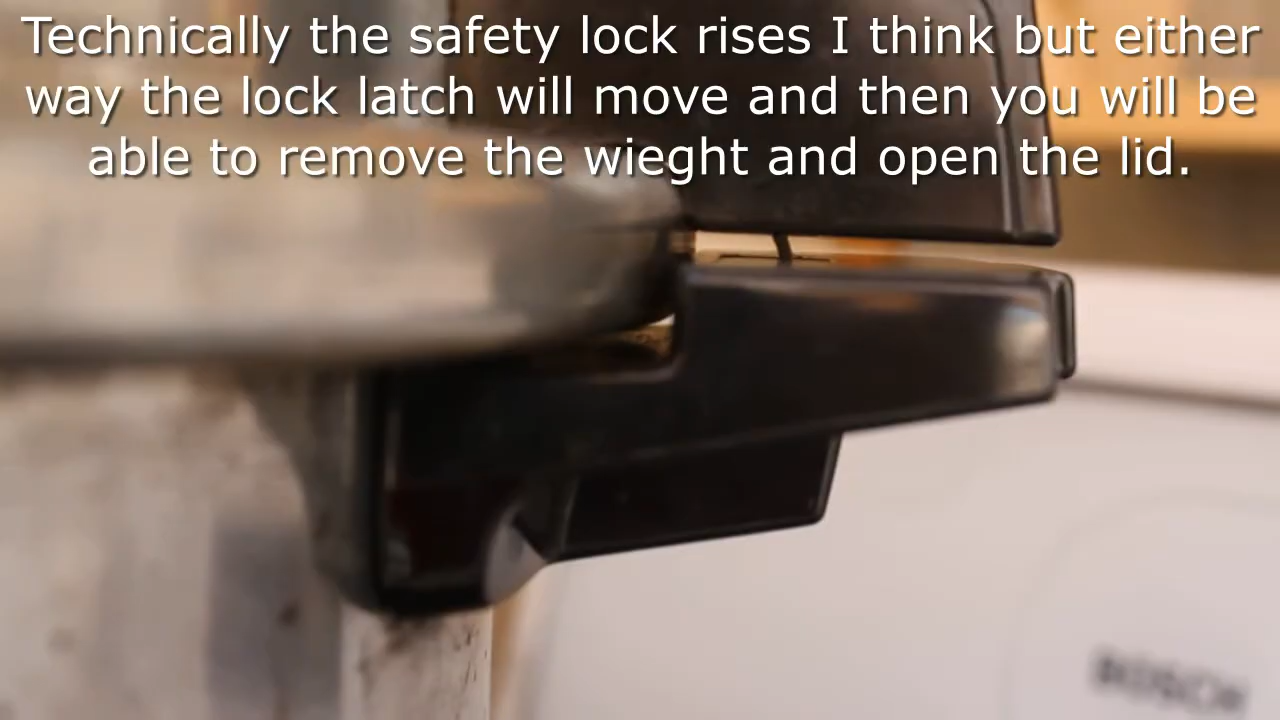 Technically the safety lock rises I think but either
way the lock latch will move and then you will be
able to remove the wieght and open the lid.
BOSCH